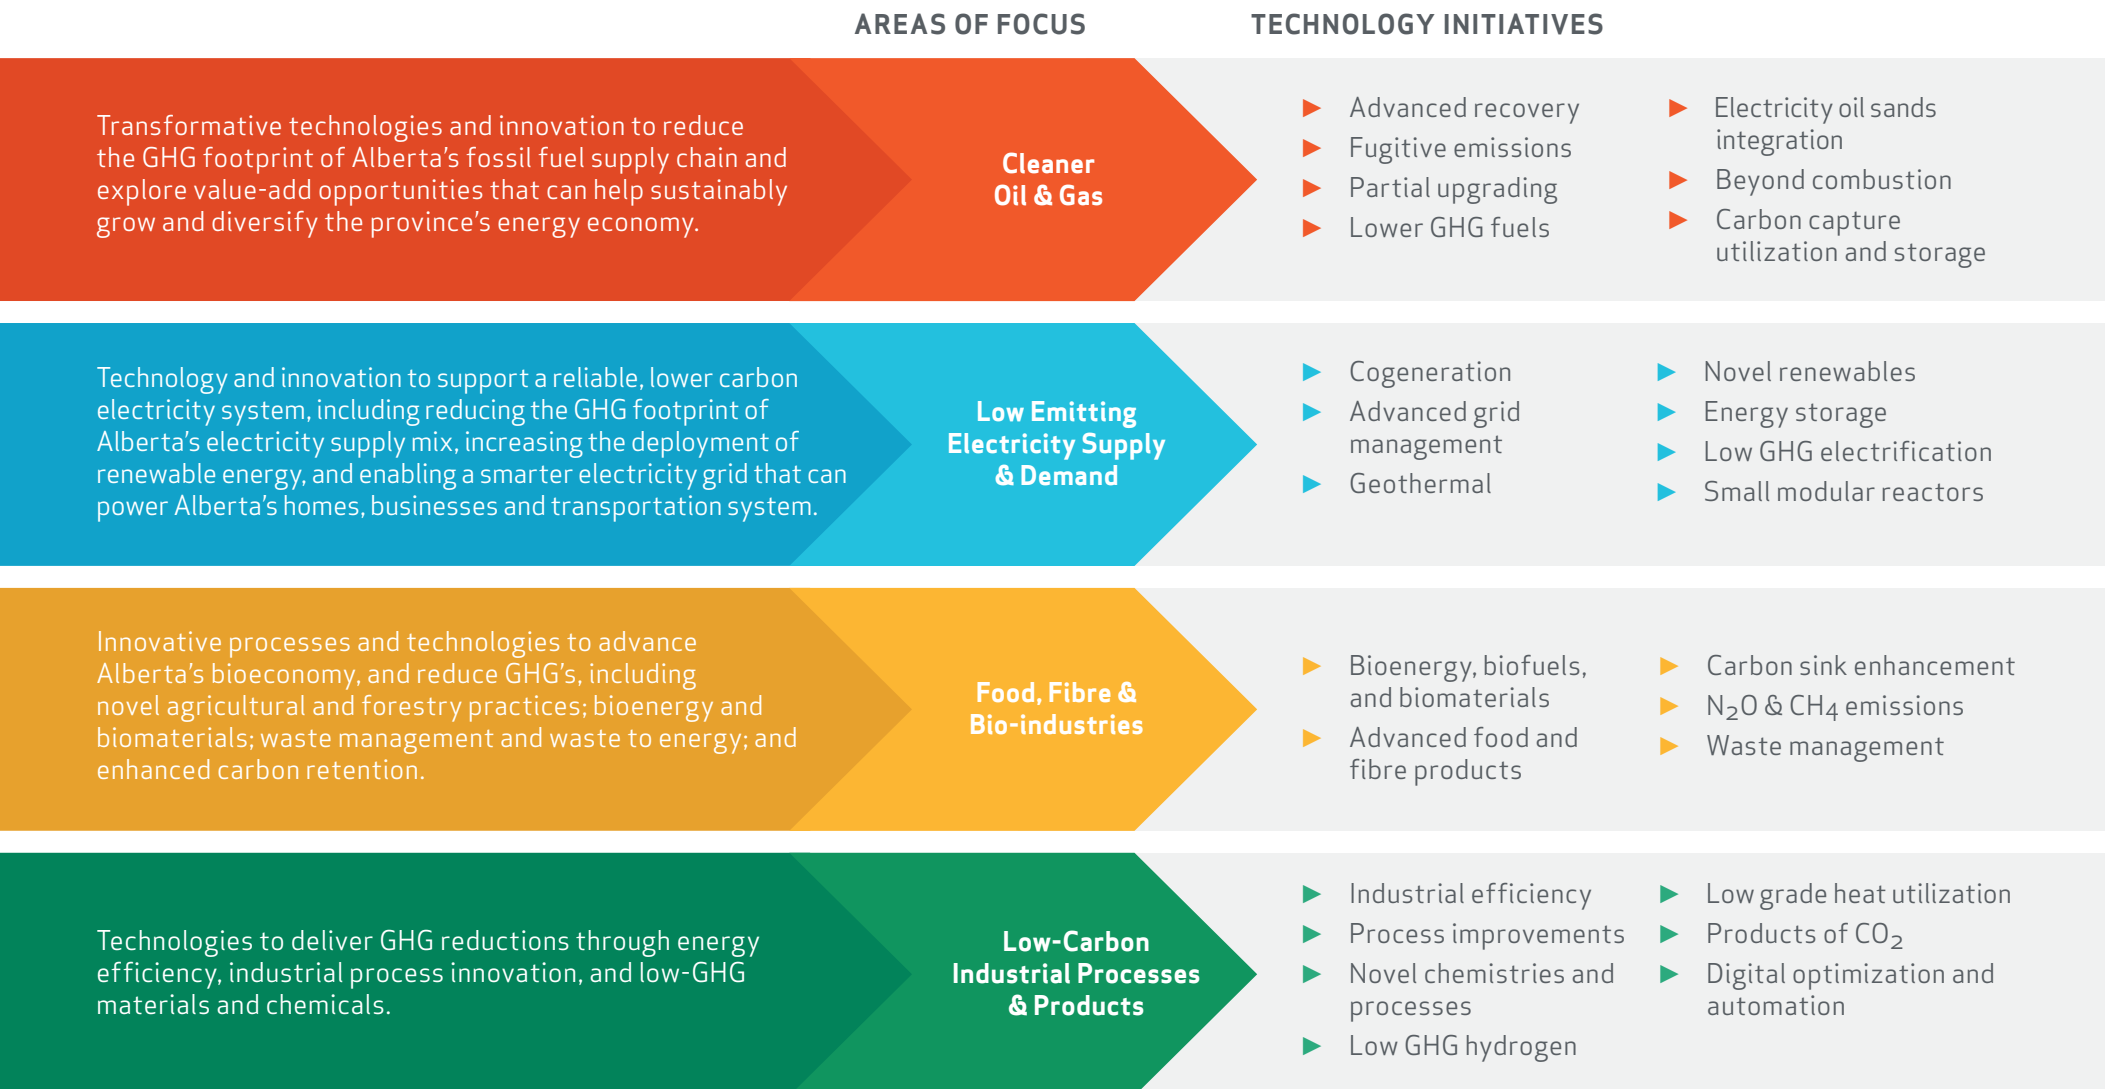 AREAS OF FOCUS
TECHNOLOGY INITIATIVES
Transformative technologies and innovation to reduce
the GHG footprint of Alberta's fossil fuel supply chain and
explore value-add opportunities that can help sustainably
grow and diversify the province's energy economy.
Cleaner
Oil & Gas
Advanced recovery
Fugitive emissions
Partial upgrading
Lower GHG fuels
Electricity oil sands
integration
Beyond combustion
Carbon capture
utilization and storage
Technology and innovation to support a reliable, lower carbon
electricity system, including reducing the GHG footprint of
Alberta's electricity supply mix, increasing the deployment of
renewable energy, and enabling a smarter electricity grid that can
power Alberta's homes, businesses and transportation system.
Low Emitting
Electricity Supply
& Demand
Cogeneration
Advanced grid
management
Geothermal
Novel renewables
Energy storage
Low GHG electrification
Small modular reactors
Innovative processes and technologies to advance
Alberta's bioeconomy, and reduce GHG's, including
novel agricultural and forestry practices; bioenergy and
biomaterials; waste management and waste to energy; and
enhanced carbon retention.
Food, Fibre &
Bio-industries
Bioenergy, biofuels,
and biomaterials
Advanced food and
fibre products
Carbon sink enhancement
N₂O & CH₄ emissions
Waste management
Technologies to deliver GHG reductions through energy
efficiency, industrial process innovation, and low-GHG
materials and chemicals.
Low-Carbon
Industrial Processes
& Products
Industrial efficiency
Process improvements
Novel chemistries and
processes
Low GHG hydrogen
Low grade heat utilization
Products of CO₂
Digital optimization and
automation